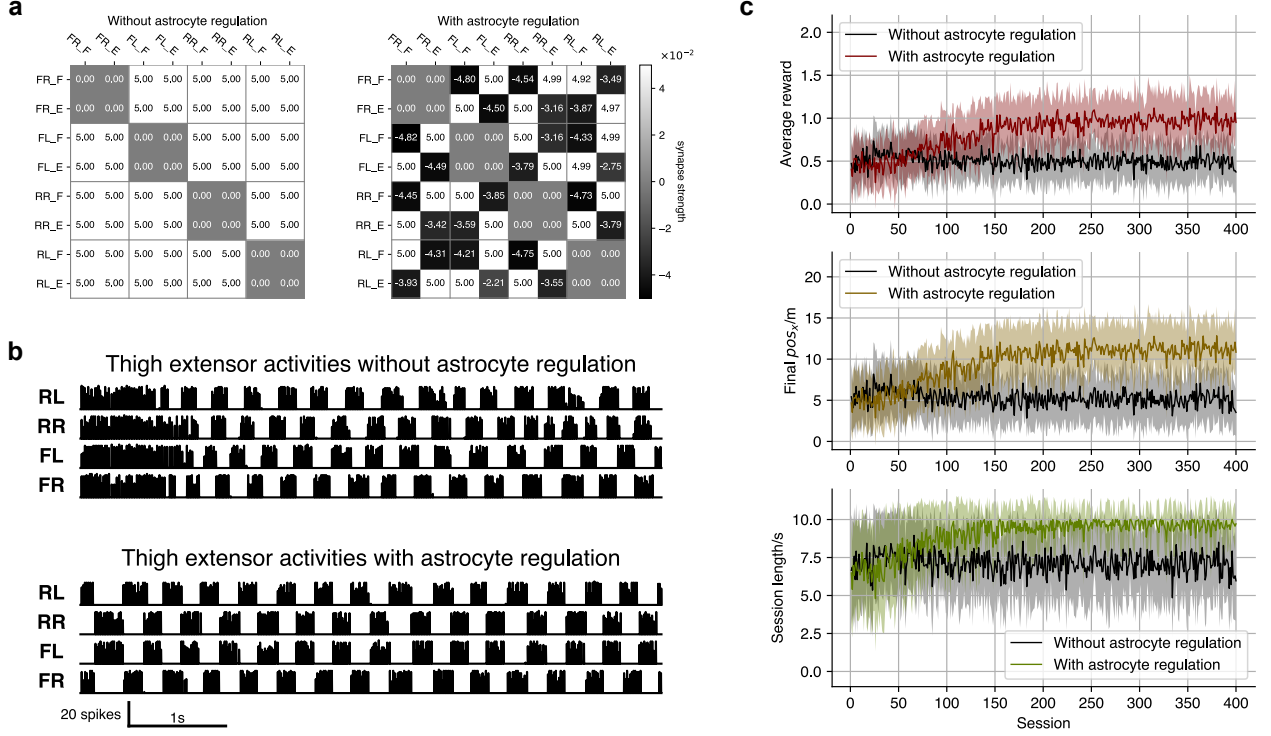 a
Without astrocyte regulation
FR_F FR_E FL_F FL_E RR_F RR_E RL_F RL_E
FR_F 0.00 0.00 5.00 5.00 5.00 5.00 5.00 5.00
FR_E 0.00 0.00 5.00 5.00 5.00 5.00 5.00 5.00
FL_F 5.00 5.00 0.00 0.00 5.00 5.00 5.00 5.00
FL_E 5.00 5.00 0.00 0.00 5.00 5.00 5.00 5.00
RR_F 5.00 5.00 5.00 5.00 0.00 0.00 5.00 5.00
RR_E 5.00 5.00 5.00 5.00 0.00 0.00 5.00 5.00
RL_F 5.00 5.00 5.00 5.00 5.00 5.00 0.00 0.00
RL_E 5.00 5.00 5.00 5.00 5.00 5.00 0.00 0.00
With astrocyte regulation
FR_F FR_E FL_F FL_E RR_F RR_E RL_F RL_E
FR_F 0.00 0.00 -4.80 5.00 -4.54 4.99 4.92 -3.49
FR_E 0.00 0.00 5.00 -4.50 5.00 -3.16 -3.87 4.97
FL_F -4.82 5.00 0.00 0.00 5.00 -3.16 -4.33 4.99
FL_E 5.00 -4.49 0.00 0.00 -3.79 5.00 4.99 -2.75
RR_F -4.45 5.00 5.00 -3.85 0.00 0.00 -4.73 5.00
RR_E 5.00 -3.42 -3.59 5.00 0.00 0.00 5.00 -3.79
RL_F 5.00 -4.31 -4.21 5.00 -4.75 5.00 0.00 0.00
RL_E -3.93 5.00 5.00 -2.21 5.00 -3.55 0.00 0.00
×10⁻²
4
2
0
−2
−4
synapse strength
b
Thigh extensor activities without astrocyte regulation
RL
RR
FL
FR
Thigh extensor activities with astrocyte regulation
RL
RR
FL
FR
20 spikes
1s
c
Without astrocyte regulation
With astrocyte regulation
Average reward
2.0
1.5
1.0
0.5
0.0
0 50 100 150 200 250 300 350 400
Without astrocyte regulation
With astrocyte regulation
Final posₓ/m
20
15
10
5
0
0 50 100 150 200 250 300 350 400
Session length/s
10.0
7.5
5.0
2.5
0.0
Without astrocyte regulation
With astrocyte regulation
0 50 100 150 200 250 300 350 400
Session